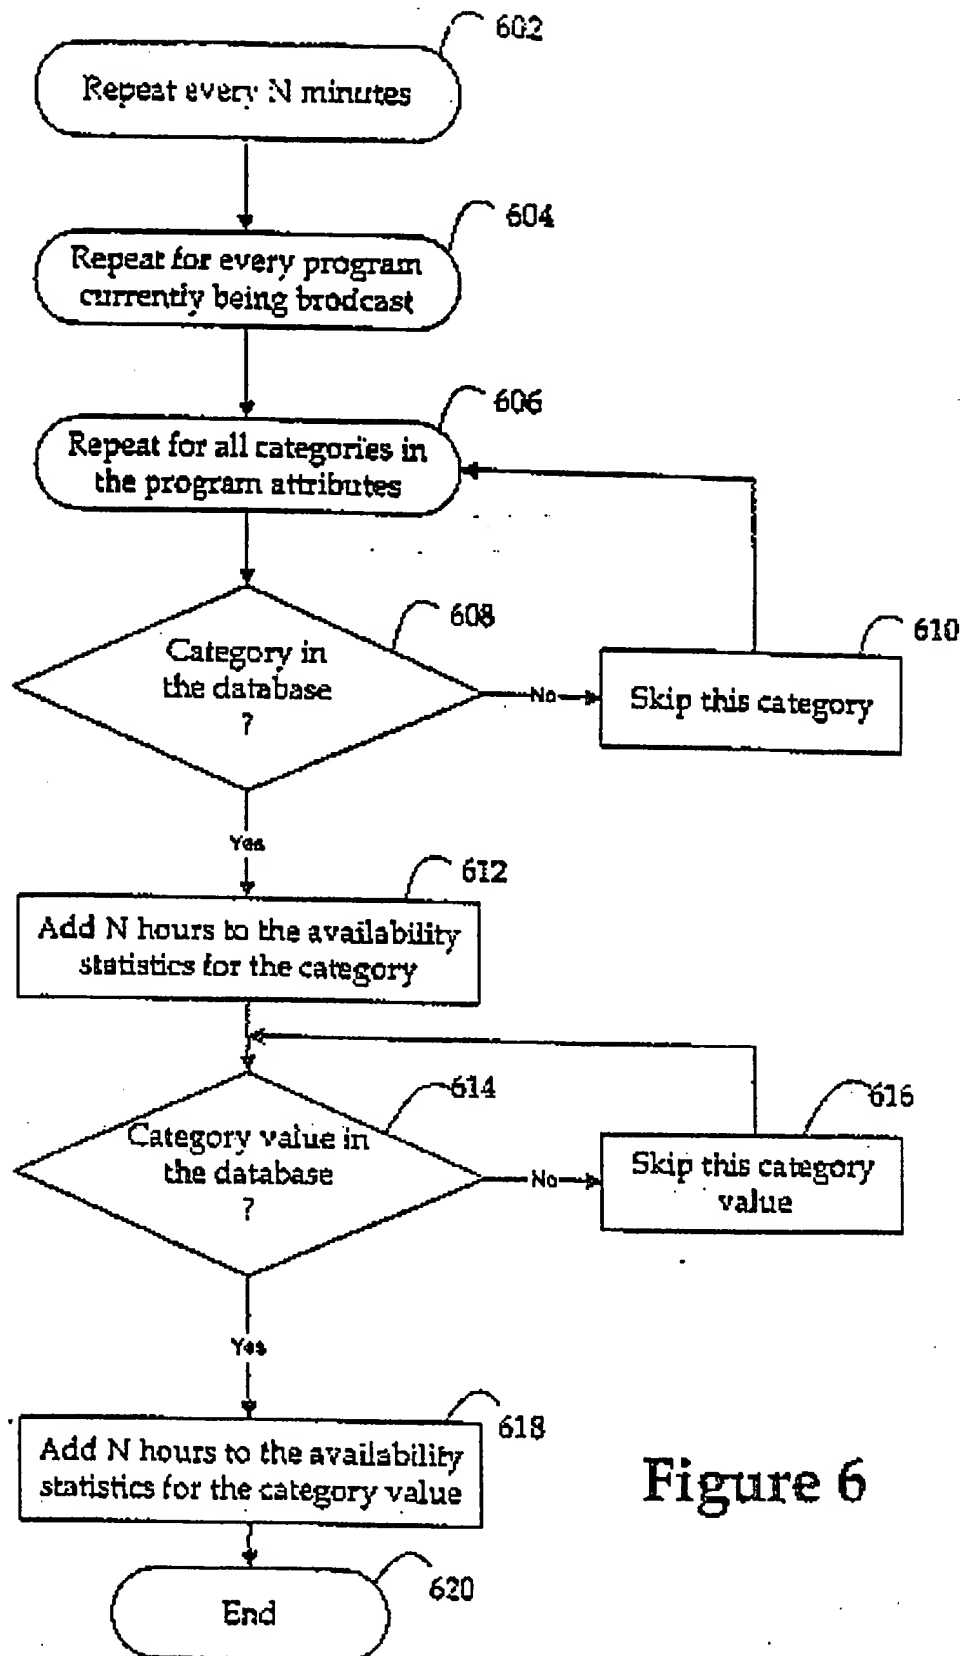 602
Repeat every N minutes
604
Repeat for every program
currently being brodcast
606
Repeat for all categories in
the program attributes
608
Category in
the database
?
No
610
Skip this category
Yes
612
Add N hours to the availability
statistics for the category
614
Category value in
the database
?
No
616
Skip this category
value
Yes
618
Add N hours to the availability
statistics for the category value
Figure 6
620
End